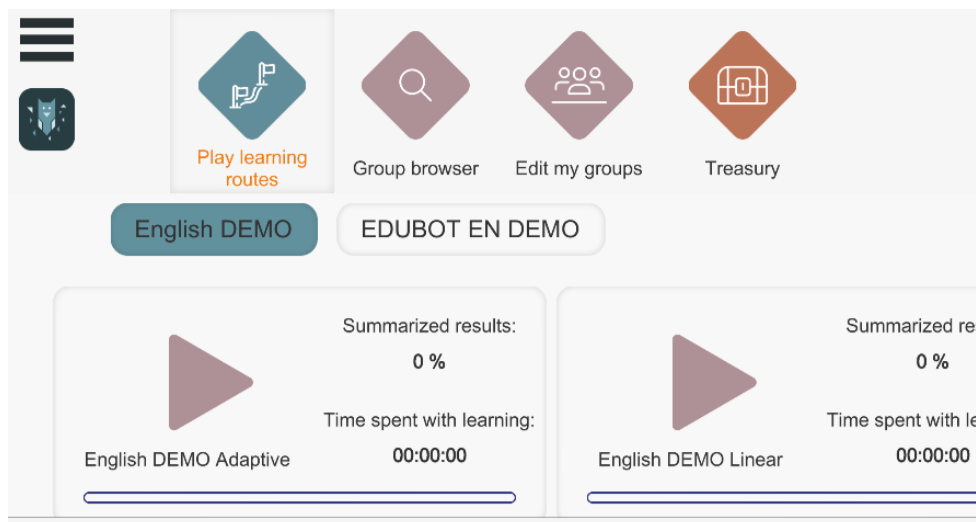 Play learning
routes
Group browser
Edit my groups
Treasury
English DEMO
EDUBOT EN DEMO
Summarized results:
0 %
Time spent with learning:
00:00:00
English DEMO Adaptive
Summarized re
0 %
Time spent with le
00:00:00
English DEMO Linear